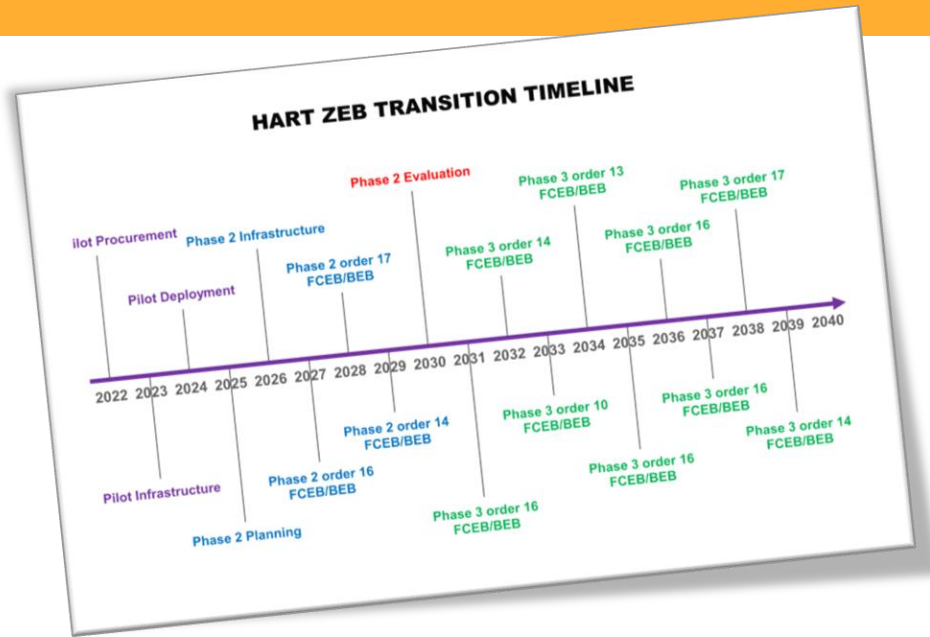 HART ZEB TRANSITION TIMELINE
Phase 2 Evaluation
Phase 3 order 13
FCEB/BEB
Phase 3 order 17
FCEB/BEB
ilot Procurement
Phase 2 Infrastructure
Phase 3 order 14
FCEB/BEB
Phase 3 order 16
FCEB/BEB
Pilot Deployment
Phase 2 order 17
FCEB/BEB
2022 2023 2024 2025 2026 2027 2028 2029 2030 2031 2032 2033 2034 2035 2036 2037 2038 2039 2040
Pilot Infrastructure
Phase 2 Planning
Phase 2 order 16
FCEB/BEB
Phase 2 order 14
FCEB/BEB
Phase 3 order 16
FCEB/BEB
Phase 3 order 10
FCEB/BEB
Phase 3 order 16
FCEB/BEB
Phase 3 order 16
FCEB/BEB
Phase 3 order 14
FCEB/BEB